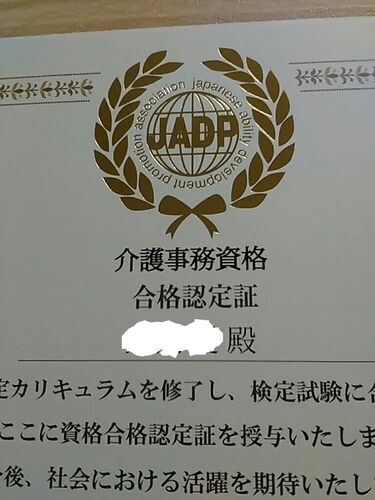 japanese ability development promotion association
JADP
介護事務資格
合格認定証
殿
定カリキュラムを修了し、検定試験に合
ここに資格合格認定証を授与いたしま
後、社会における活躍を期待いたし